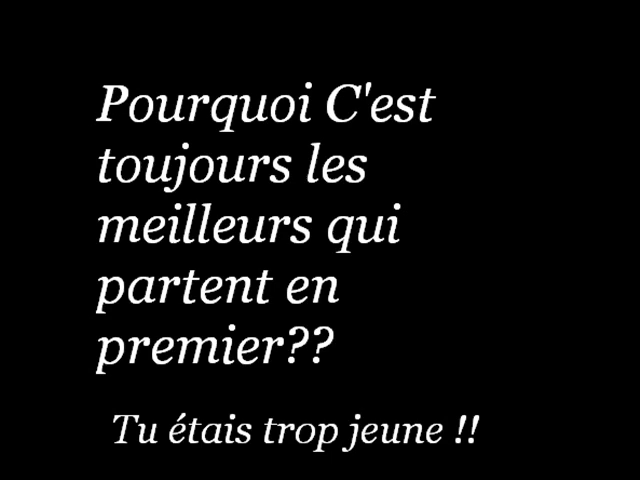 Pourquoi C'est
toujours les
meilleurs qui
partent en
premier??
Tu étais trop jeune !!